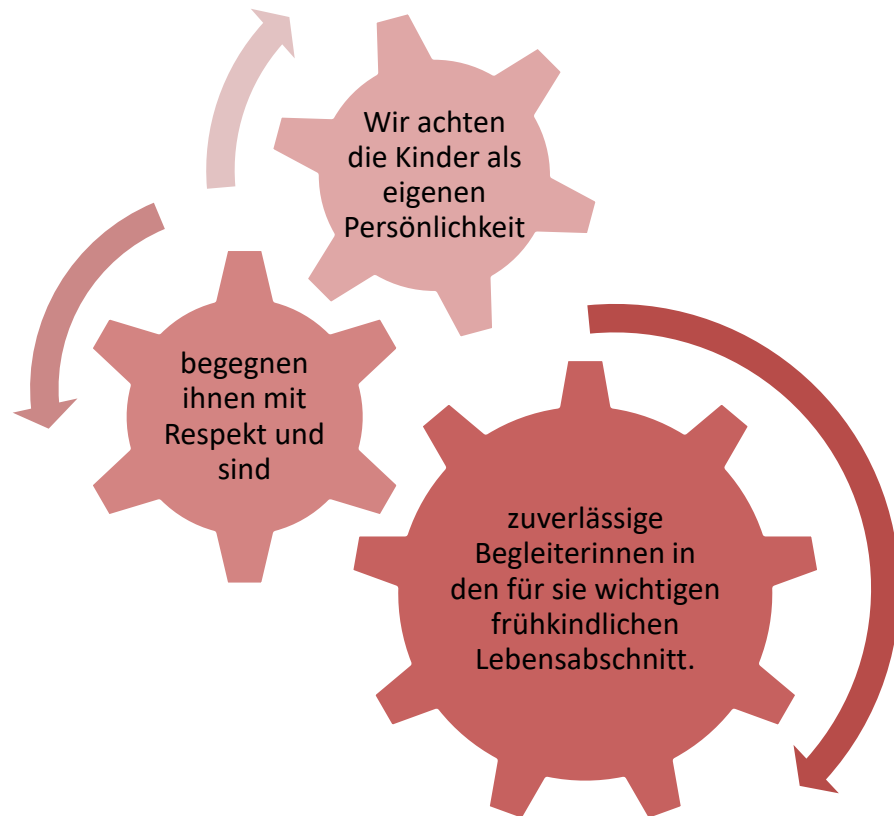 Wir achten
die Kinder als
eigenen
Persönlichkeit
begegnen
ihnen mit
Respekt und
sind
zuverlässige
Begleiterinnen in
den für sie wichtigen
frühkindlichen
Lebensabschnitt.